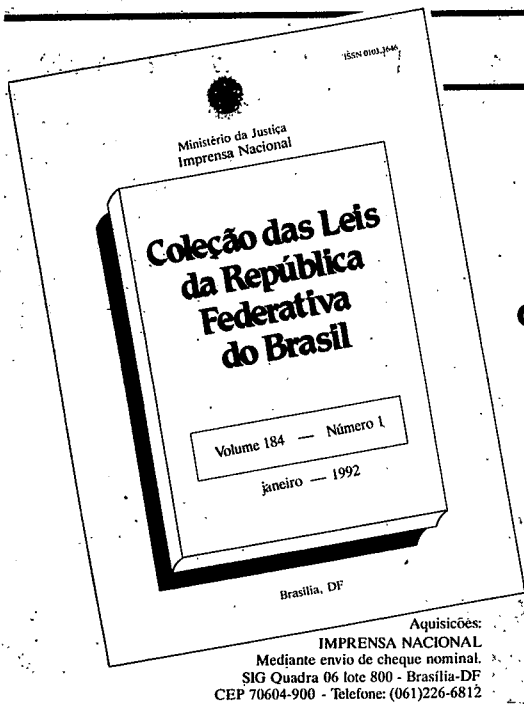 ISSN 0103-1646
Ministério da Justiça
Imprensa Nacional
Coleção das Leis
da República
Federativa
do Brasil
Volume 184 — Número 1
janeiro — 1992
Brasília, DF
Aquisicões:
IMPRENSA NACIONAL
Mediante envio de cheque nominal.
SIG Quadra 06 lote 800 - Brasília-DF
CEP 70604-900 - Telefone: (061)226-6812